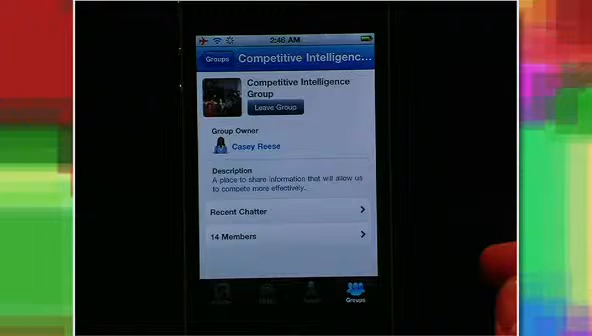 2:46 AM
Groups
Competitive Intelligenc...
Competitive Intelligence
Group
Leave Group
Group Owner
Casey Reese
Description
A place to share information that will allow us
to compete more effectively.
Recent Chatter
14 Members
Groups